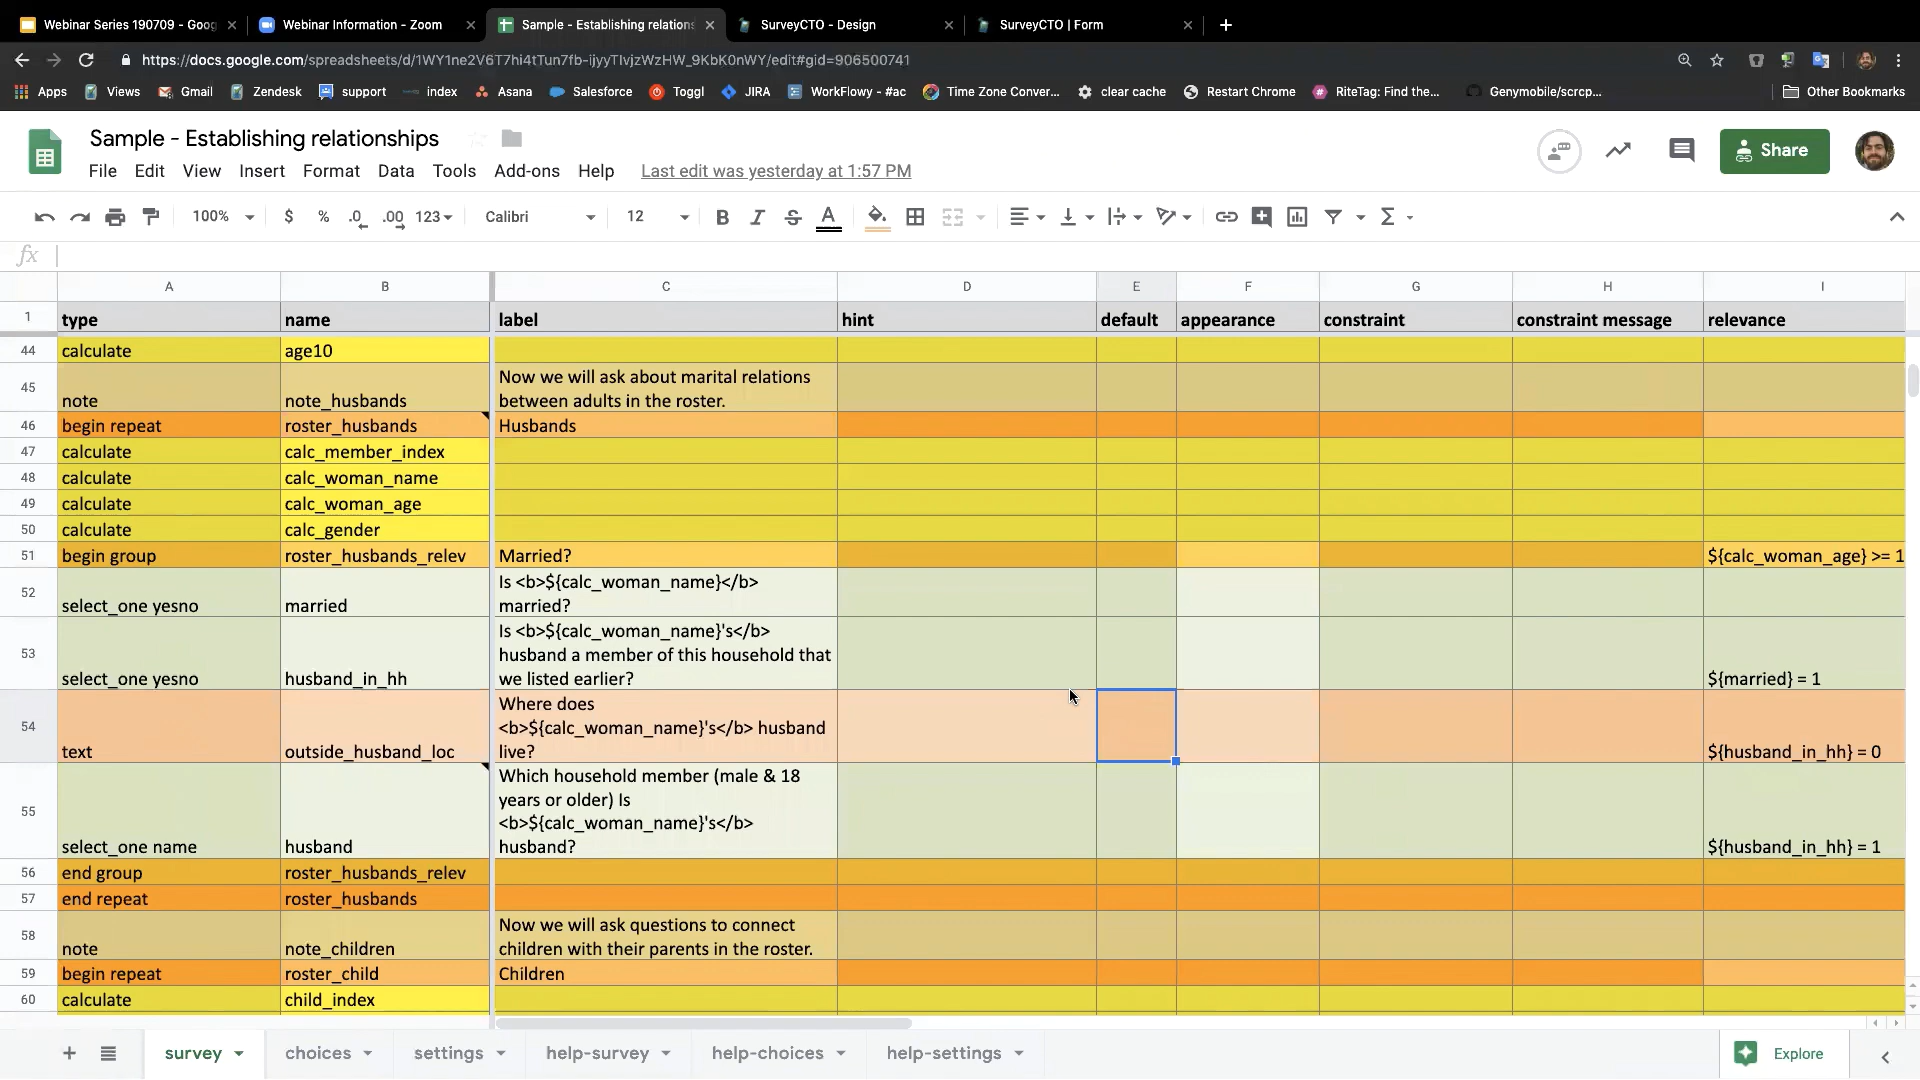 Webinar Series 190709 - Goog
Webinar Information - Zoom
Sample - Establishing relations
SurveyCTO - Design
SurveyCTO | Form
https://docs.google.com/spreadsheets/d/1WY1ne2V6T7hi4tTun7fb-ijyyTIvjzWzHW_9KbK0nWY/edit#gid=906500741
Apps Views Gmail Zendesk support index Asana Salesforce Toggl JIRA WorkFlowy - #ac Time Zone Conver... clear cache Restart Chrome RiteTag: Find the... Genymobile/scrcp... Other Bookmarks
Sample - Establishing relationships
File Edit View Insert Format Data Tools Add-ons Help Last edit was yesterday at 1:57 PM
Share
100% $ % .0 .00 123 Calibri 12 B I S A Σ
fx
A B C D E F G H I
1 type name label hint default appearance constraint constraint message relevance
44 calculate age10
45 note note_husbands Now we will ask about marital relations
between adults in the roster.
46 begin repeat roster_husbands Husbands
47 calculate calc_member_index
48 calculate calc_woman_name
49 calculate calc_woman_age
50 calculate calc_gender
51 begin group roster_husbands_relev Married? ${calc_woman_age} >= 1
52 select_one yesno married Is <b>${calc_woman_name}</b>
married?
53 select_one yesno husband_in_hh Is <b>${calc_woman_name}'s</b>
husband a member of this household that
we listed earlier? ${married} = 1
54 text outside_husband_loc Where does
<b>${calc_woman_name}'s</b> husband
live? ${husband_in_hh} = 0
55 select_one name husband Which household member (male & 18
years or older) Is
<b>${calc_woman_name}'s</b>
husband? ${husband_in_hh} = 1
56 end group roster_husbands_relev
57 end repeat roster_husbands
58 note note_children Now we will ask questions to connect
children with their parents in the roster.
59 begin repeat roster_child Children
60 calculate child_index
survey choices settings help-survey help-choices help-settings Explore